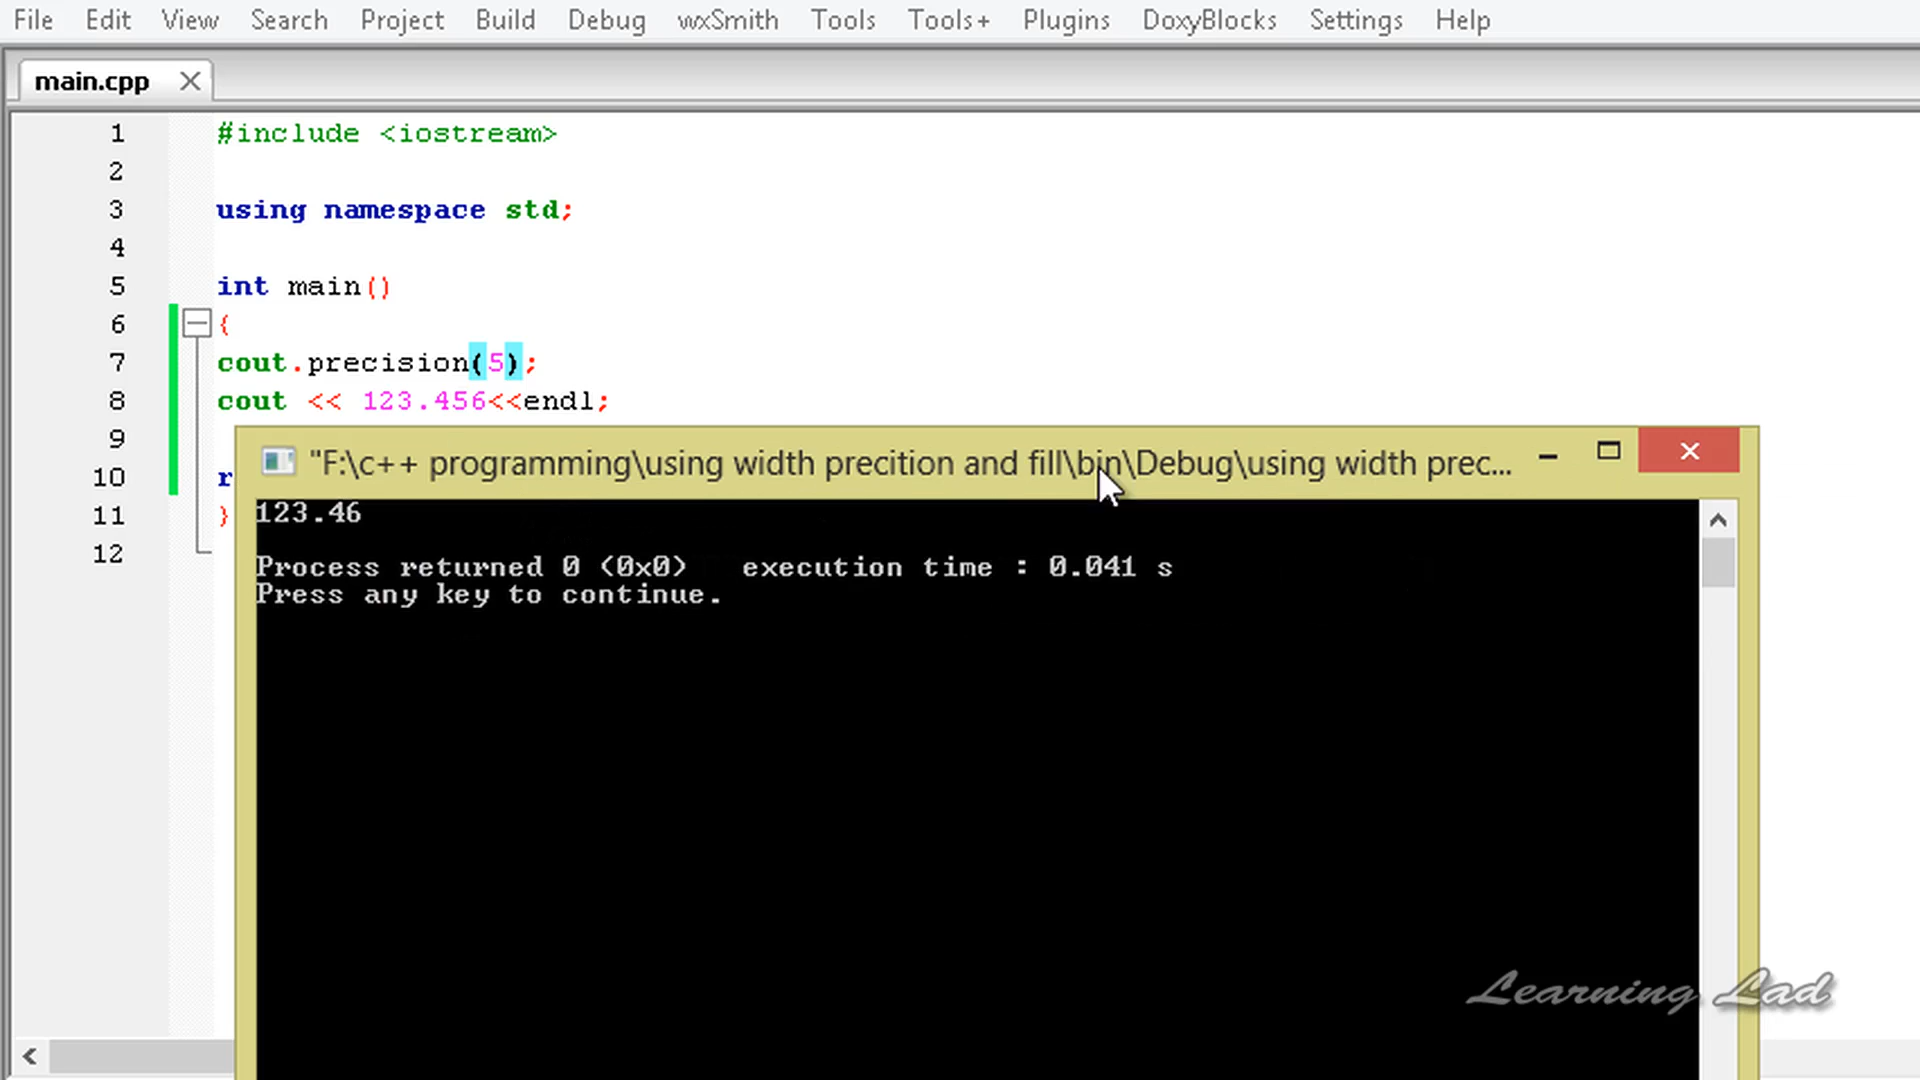 File Edit View Search Project Build Debug wxSmith Tools Tools+ Plugins DoxyBlocks Settings Help
main.cpp
1 #include <iostream>
2
3 using namespace std;
4
5 int main()
6 {
7 cout.precision(5);
8 cout << 123.456<<endl;
9
10 r
11 }
12
"F:\c++ programming\using width precition and fill\bin\Debug\using width prec...
123.46
Process returned 0 (0x0)   execution time : 0.041 s
Press any key to continue.
Learning Lad